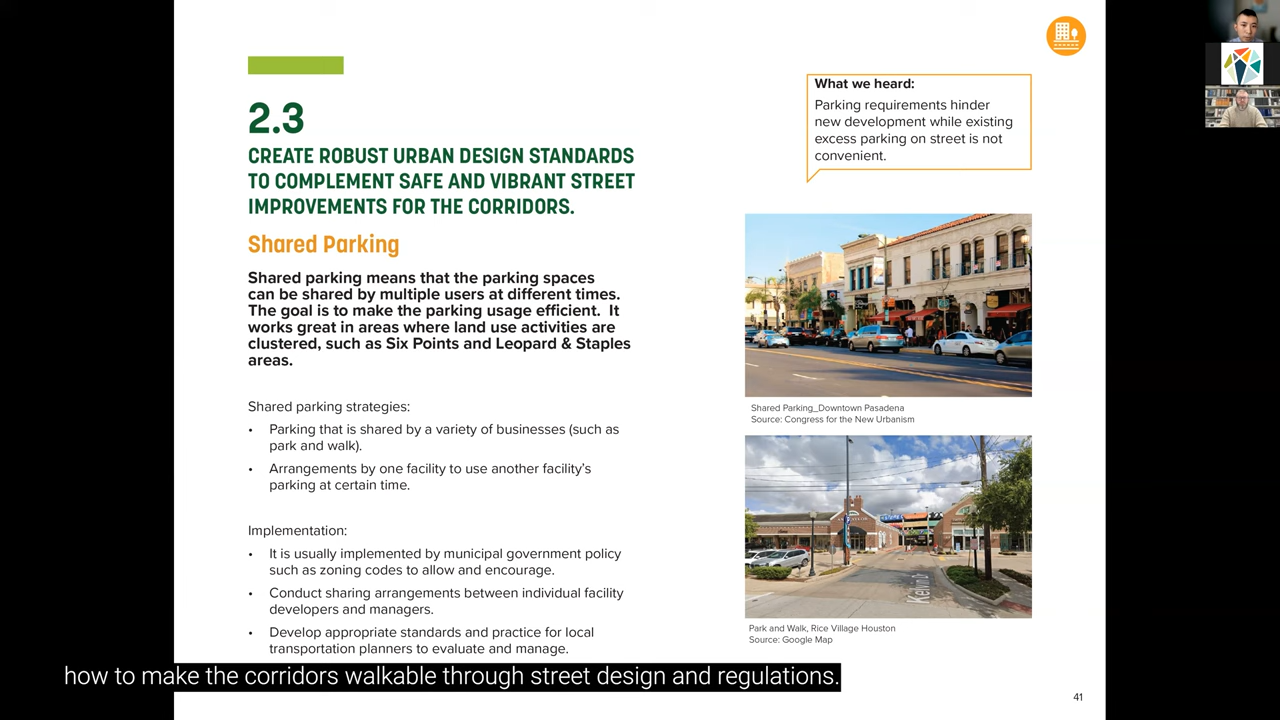 2.3
CREATE ROBUST URBAN DESIGN STANDARDS
TO COMPLEMENT SAFE AND VIBRANT STREET
IMPROVEMENTS FOR THE CORRIDORS.
Shared Parking
Shared parking means that the parking spaces
can be shared by multiple users at different times.
The goal is to make the parking usage efficient. It
works great in areas where land use activities are
clustered, such as Six Points and Leopard & Staples
areas.
Shared parking strategies:
• Parking that is shared by a variety of businesses (such as
park and walk).
• Arrangements by one facility to use another facility's
parking at certain time.
Implementation:
• It is usually implemented by municipal government policy
such as zoning codes to allow and encourage.
• Conduct sharing arrangements between individual facility
developers and managers.
• Develop appropriate standards and practice for local
transportation planners to evaluate and manage.
What we heard:
Parking requirements hinder
new development while existing
excess parking on street is not
convenient.
Shared Parking_Downtown Pasadena
Source: Congress for the New Urbanism
Kelvin Dr
Park and Walk, Rice Village Houston
Source: Google Map
how to make the corridors walkable through street design and regulations.
41